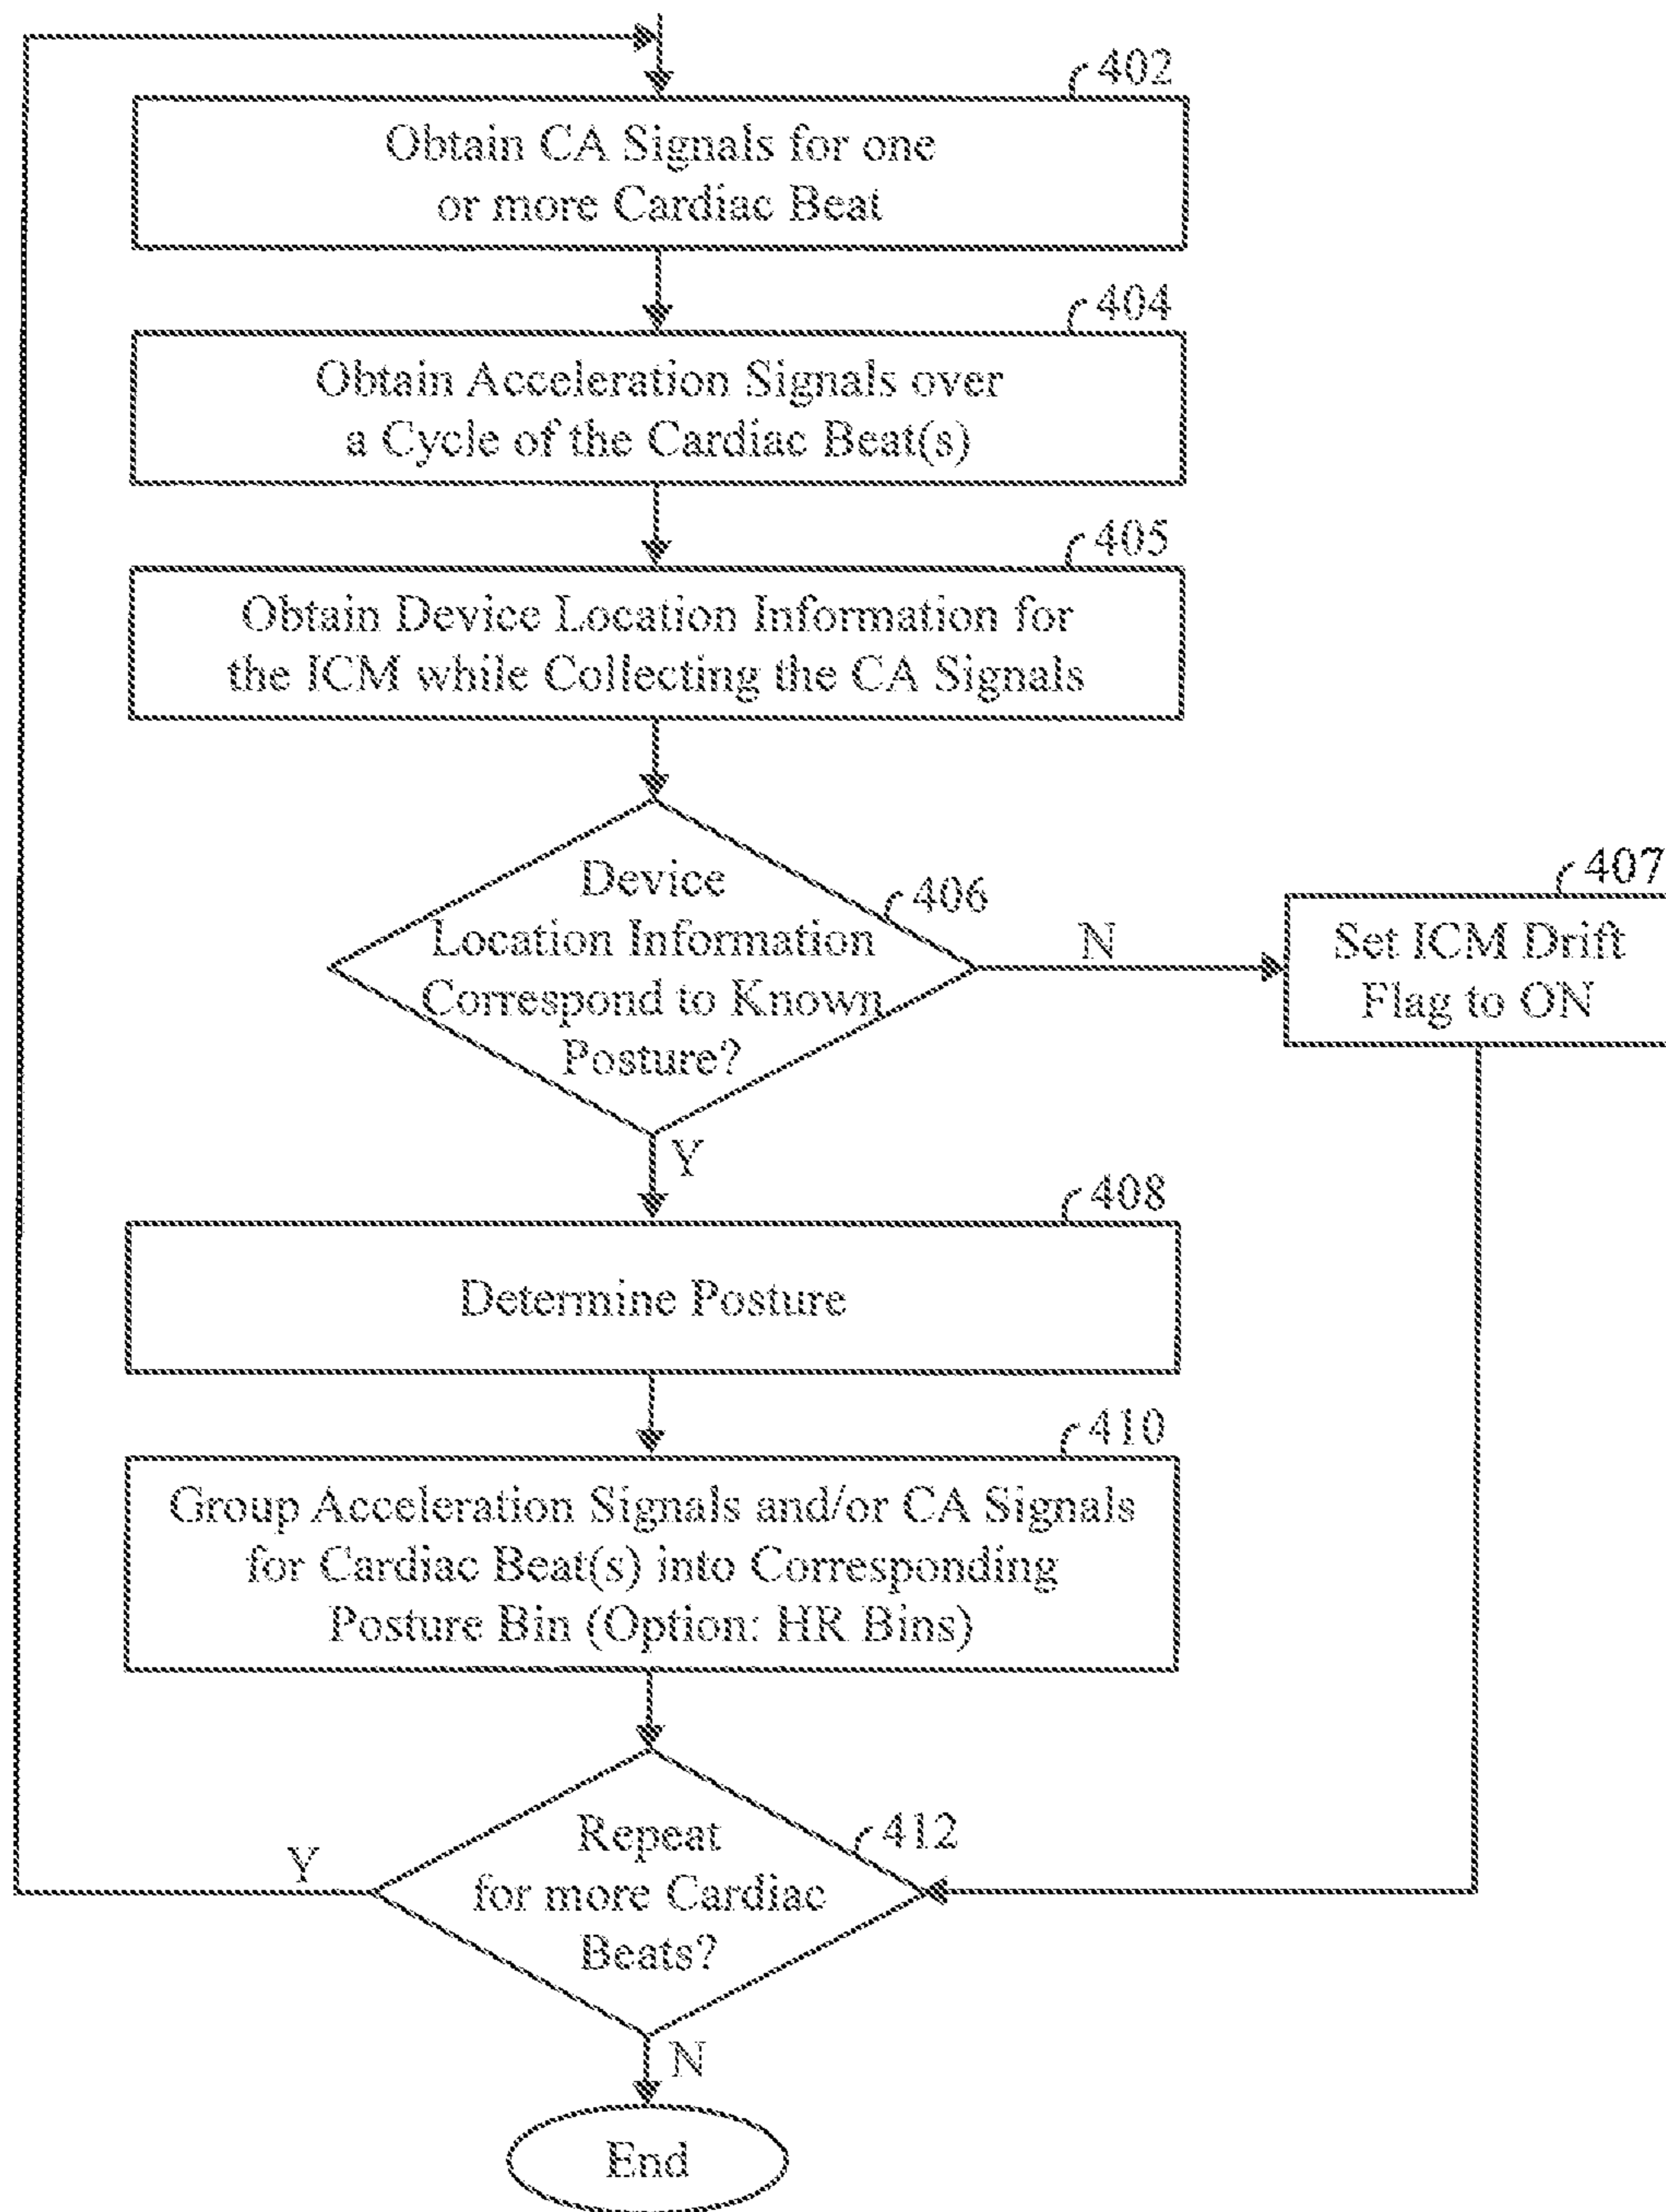 402
Obtain CA Signals for one
or more Cardiac Beat
404
Obtain Acceleration Signals over
a Cycle of the Cardiac Beat(s)
405
Obtain Device Location Information for
the ICM while Collecting the CA Signals
Device
Location Information
Correspond to Known
Posture?
406
N
407
Set ICM Drift
Flag to ON
Y
408
Determine Posture
410
Group Acceleration Signals and/or CA Signals
for Cardiac Beat(s) into Corresponding
Posture Bin (Option: HR Bins)
Repeat
for more Cardiac
Beats?
412
Y
N
End